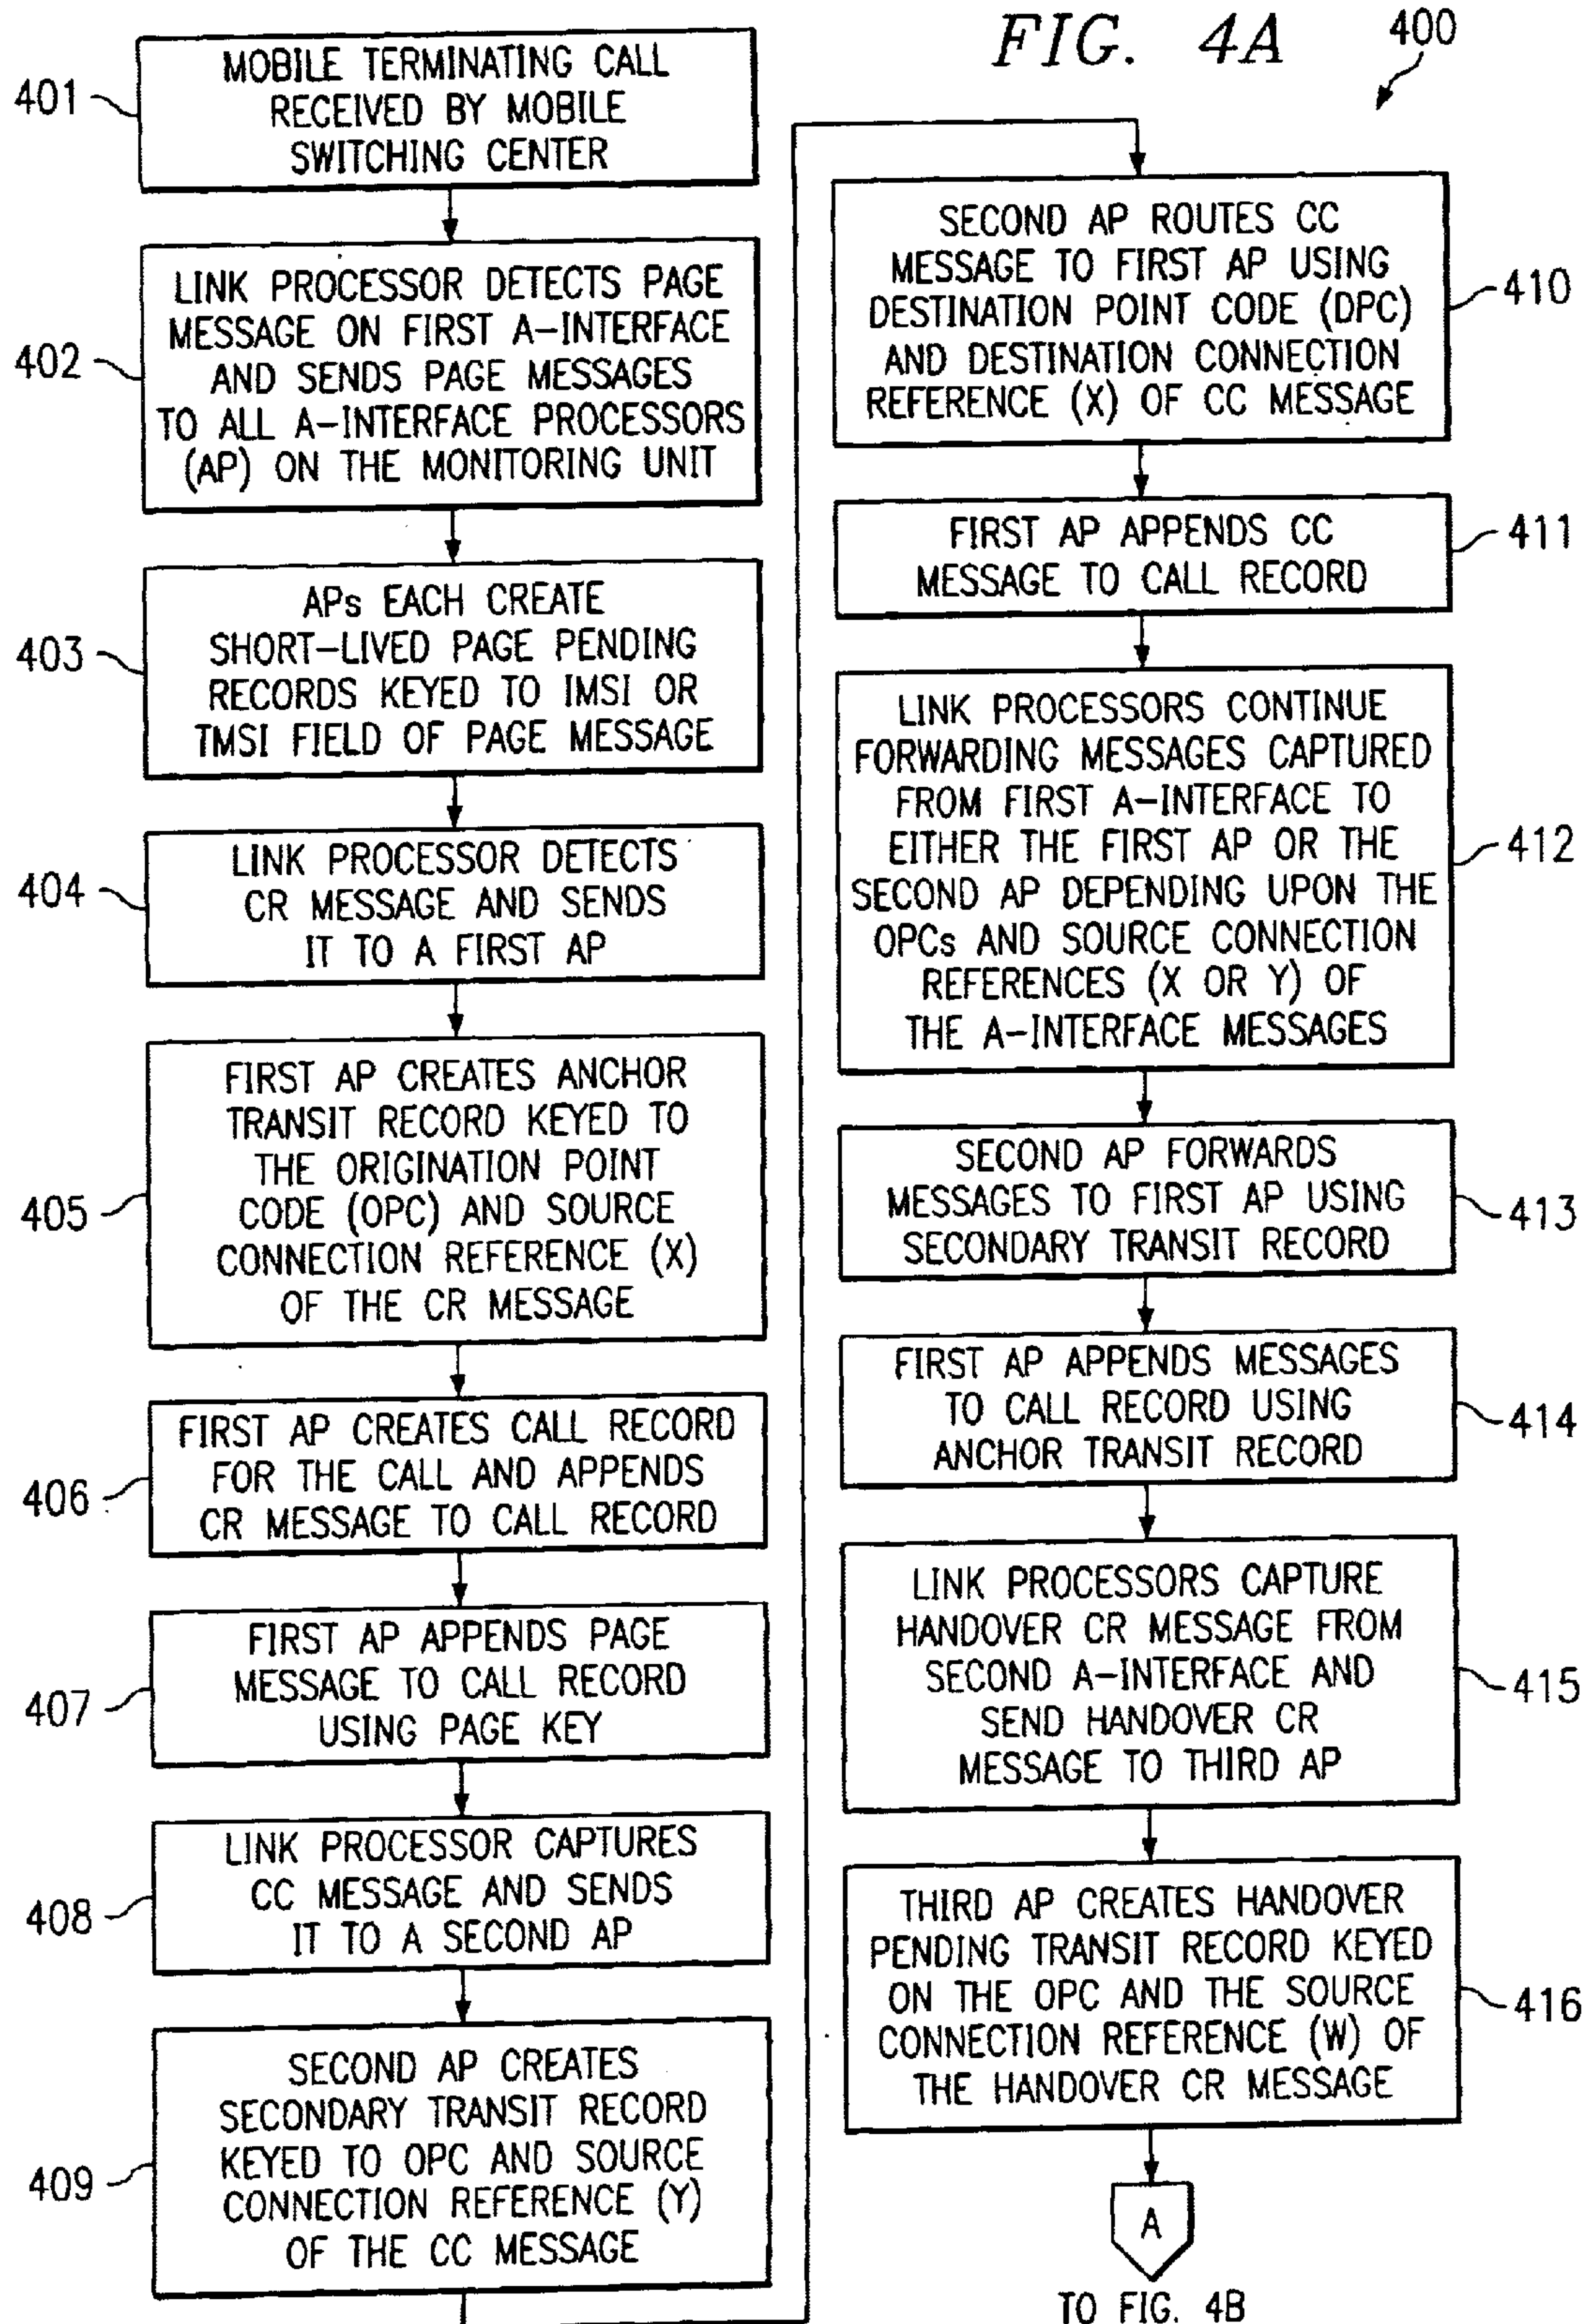 FIG. 4A
400
401
MOBILE TERMINATING CALL
RECEIVED BY MOBILE
SWITCHING CENTER
402
LINK PROCESSOR DETECTS PAGE
MESSAGE ON FIRST A-INTERFACE
AND SENDS PAGE MESSAGES
TO ALL A-INTERFACE PROCESSORS
(AP) ON THE MONITORING UNIT
403
APs EACH CREATE
SHORT-LIVED PAGE PENDING
RECORDS KEYED TO IMSI OR
TMSI FIELD OF PAGE MESSAGE
404
LINK PROCESSOR DETECTS
CR MESSAGE AND SENDS
IT TO A FIRST AP
405
FIRST AP CREATES ANCHOR
TRANSIT RECORD KEYED TO
THE ORIGINATION POINT
CODE (OPC) AND SOURCE
CONNECTION REFERENCE (X)
OF THE CR MESSAGE
406
FIRST AP CREATES CALL RECORD
FOR THE CALL AND APPENDS
CR MESSAGE TO CALL RECORD
407
FIRST AP APPENDS PAGE
MESSAGE TO CALL RECORD
USING PAGE KEY
408
LINK PROCESSOR CAPTURES
CC MESSAGE AND SENDS
IT TO A SECOND AP
409
SECOND AP CREATES
SECONDARY TRANSIT RECORD
KEYED TO OPC AND SOURCE
CONNECTION REFERENCE (Y)
OF THE CC MESSAGE
SECOND AP ROUTES CC
MESSAGE TO FIRST AP USING
DESTINATION POINT CODE (DPC)
AND DESTINATION CONNECTION
REFERENCE (X) OF CC MESSAGE
410
FIRST AP APPENDS CC
MESSAGE TO CALL RECORD
411
LINK PROCESSORS CONTINUE
FORWARDING MESSAGES CAPTURED
FROM FIRST A-INTERFACE TO
EITHER THE FIRST AP OR THE
SECOND AP DEPENDING UPON THE
OPCs AND SOURCE CONNECTION
REFERENCES (X OR Y) OF
THE A-INTERFACE MESSAGES
412
SECOND AP FORWARDS
MESSAGES TO FIRST AP USING
SECONDARY TRANSIT RECORD
413
FIRST AP APPENDS MESSAGES
TO CALL RECORD USING
ANCHOR TRANSIT RECORD
414
LINK PROCESSORS CAPTURE
HANDOVER CR MESSAGE FROM
SECOND A-INTERFACE AND
SEND HANDOVER CR
MESSAGE TO THIRD AP
415
THIRD AP CREATES HANDOVER
PENDING TRANSIT RECORD KEYED
ON THE OPC AND THE SOURCE
CONNECTION REFERENCE (W) OF
THE HANDOVER CR MESSAGE
416
A
TO FIG. 4B